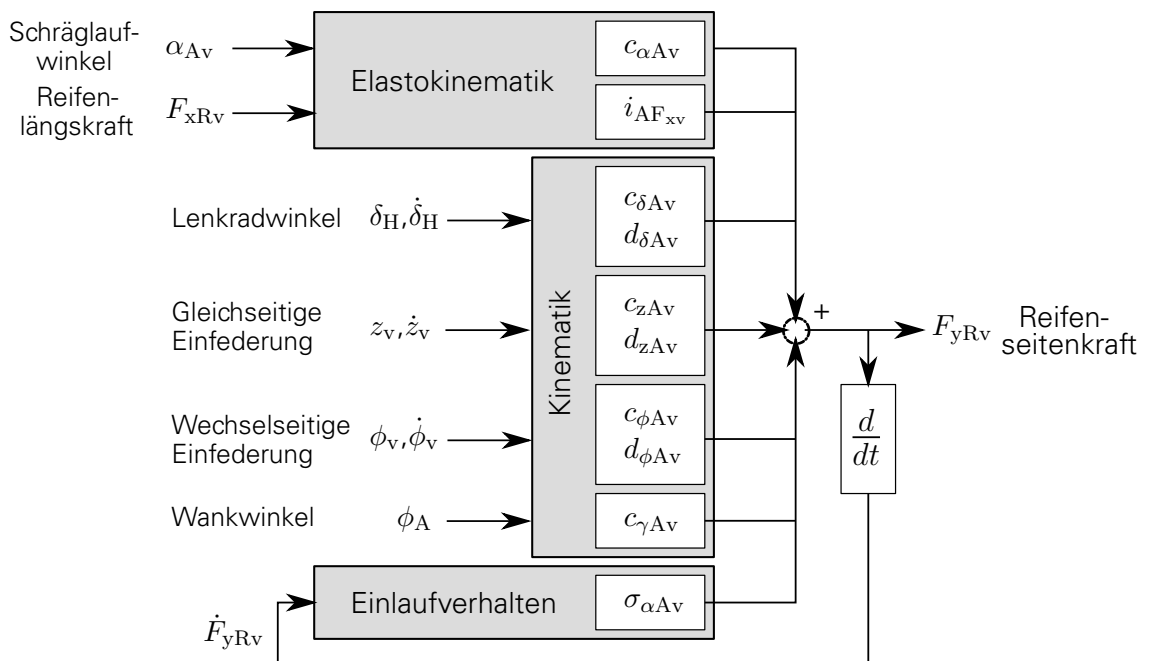 Schräglauf-
winkel
α_Av
Elastokinematik
c_αAv
Reifen-
längskraft
F_xRv
i_AF_xv
Lenkradwinkel
δ_H,δ̇_H
Kinematik
c_δAv
d_δAv
Gleichseitige
Einfederung
z_v,ż_v
c_zAv
d_zAv
+
F_yRv
Reifen-
seitenkraft
Wechselseitige
Einfederung
ϕ_v,ϕ̇_v
c_ϕAv
d_ϕAv
d
dt
Wankwinkel
ϕ_A
c_γAv
Ḟ_yRv
Einlaufverhalten
σ_αAv